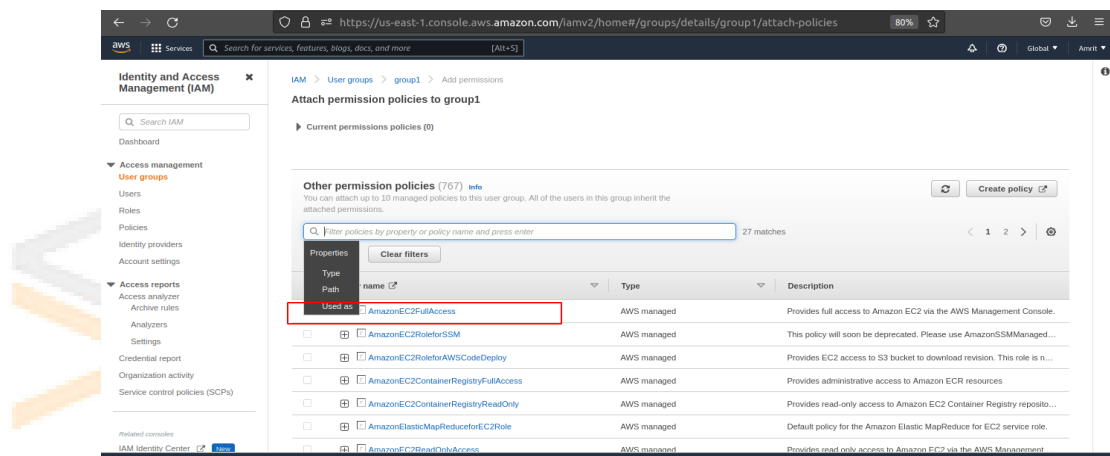 https://us-east-1.console.aws.amazon.com/iamv2/home#/groups/details/group1/attach-policies
80%
aws
Services
Search for services, features, blogs, docs, and more
[Alt+S]
Global
Amrit
Identity and Access Management (IAM)
Search IAM
Dashboard
Access management
User groups
Users
Roles
Policies
Identity providers
Account settings
Access reports
Access analyzer
Archive rules
Analyzers
Settings
Credential report
Organization activity
Service control policies (SCPs)
Related consoles
IAM Identity Center New
IAM > User groups > group1 > Add permissions
Attach permission policies to group1
Current permissions policies (0)
Other permission policies (767) Info
You can attach up to 10 managed policies to this user group. All of the users in this group inherit the
attached permissions.
Create policy
Filter policies by property or policy name and press enter
27 matches
1 2
Properties
Type
Path
Used as
Clear filters
name Type Description
AmazonEC2FullAccess AWS managed Provides full access to Amazon EC2 via the AWS Management Console.
AmazonEC2RoleforSSM AWS managed This policy will soon be deprecated. Please use AmazonSSMManaged...
AmazonEC2RoleforAWSCodeDeploy AWS managed Provides EC2 access to S3 bucket to download revision. This role is n...
AmazonEC2ContainerRegistryFullAccess AWS managed Provides administrative access to Amazon ECR resources
AmazonEC2ContainerRegistryReadOnly AWS managed Provides read-only access to Amazon EC2 Container Registry reposito...
AmazonElasticMapReduceforEC2Role AWS managed Default policy for the Amazon Elastic MapReduce for EC2 service role.
AmazonEC2ReadOnlyAccess AWS managed Provides read only access to Amazon EC2 via the AWS Management